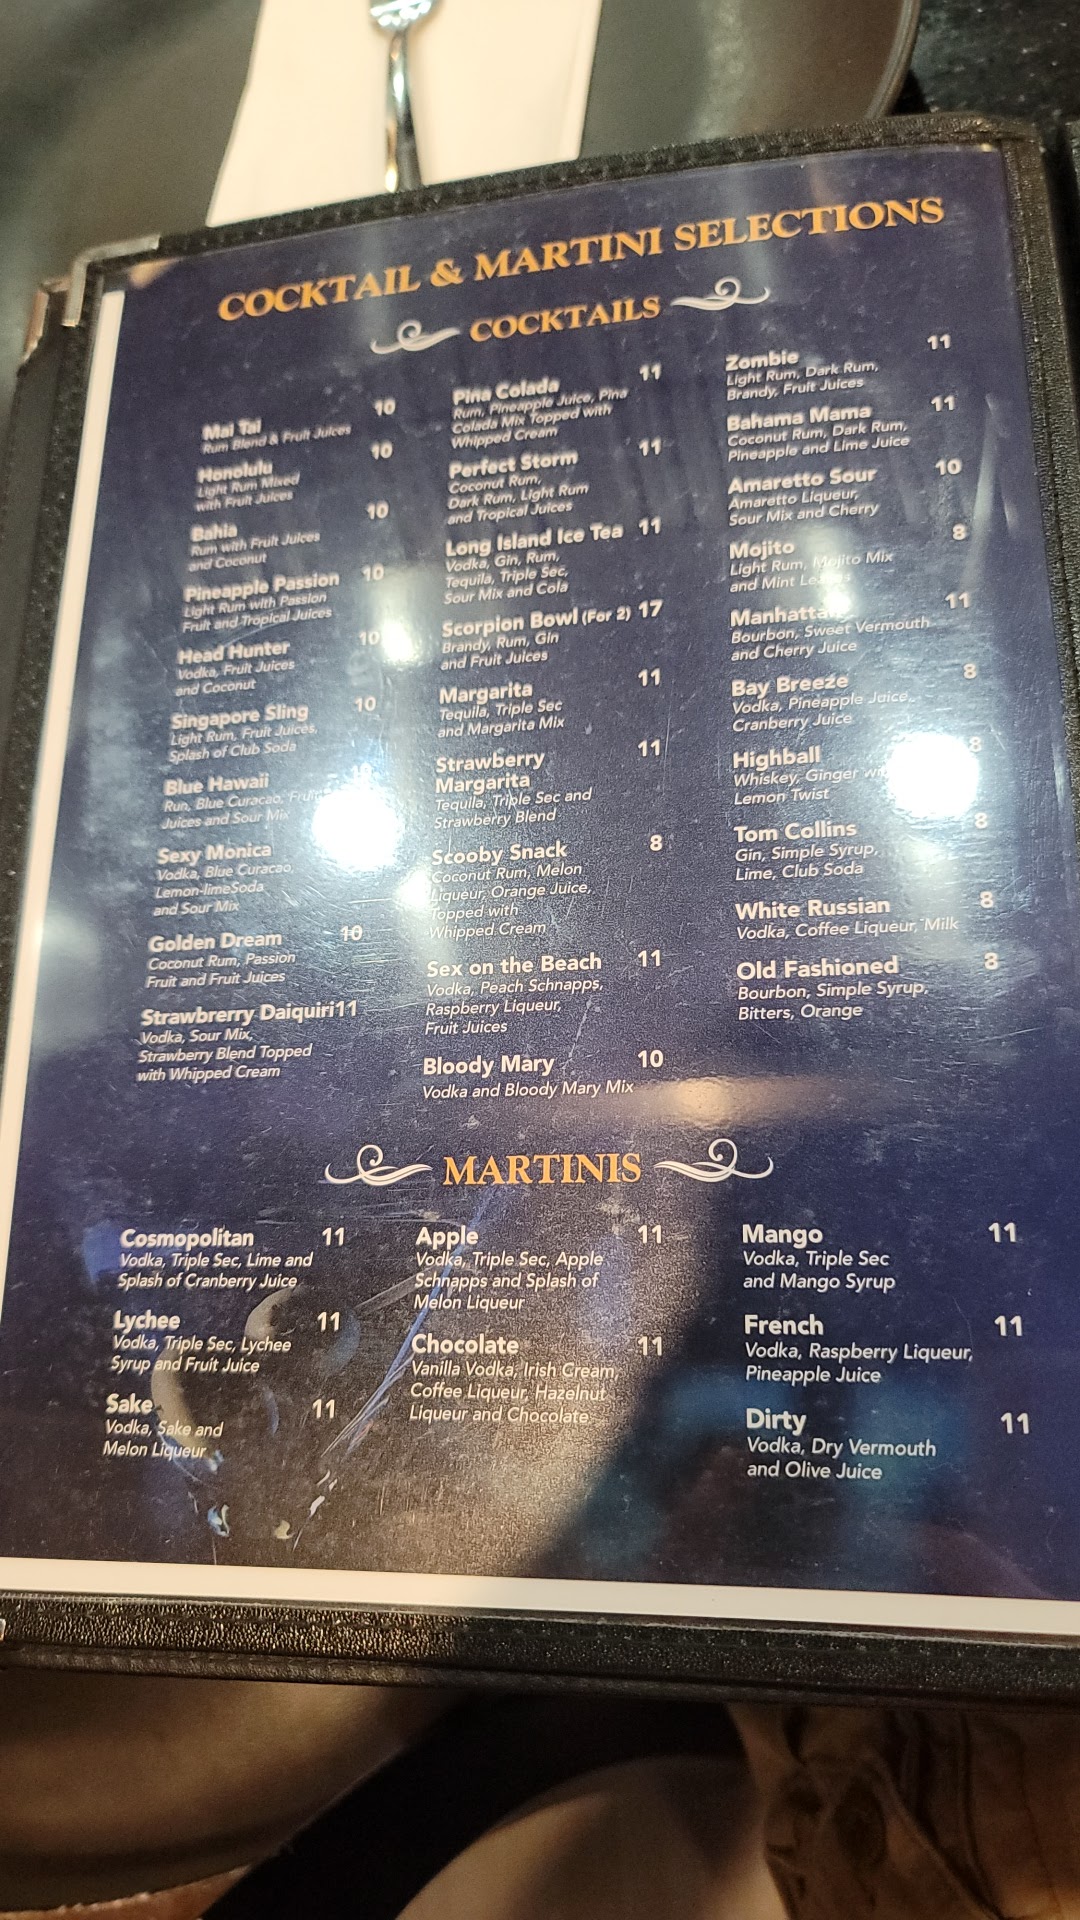 COCKTAIL & MARTINI SELECTIONS
COCKTAILS
Mai Tai 10
Rum Blend & Fruit Juices
Honolulu 10
Light Rum Mixed
with Fruit Juices
Bahia 10
Rum with Fruit Juices
and Coconut
Pineapple Passion 10
Light Rum with Passion
Fruit and Tropical Juices
Head Hunter 10
Vodka, Fruit Juices
and Coconut
Singapore Sling 10
Light Rum, Fruit Juices,
Splash of Club Soda
Blue Hawaii
Run, Blue Curacao, Fruit
Juices and Sour Mix
Sexy Monica
Vodka, Blue Curacao,
Lemon-limeSoda
and Sour Mix
Golden Dream 10
Coconut Rum, Passion
Fruit and Fruit Juices
Strawbrerry Daiquiri11
Vodka, Sour Mix,
Strawberry Blend Topped
with Whipped Cream
Pina Colada 11
Rum, Pineapple Juice, Pina
Colada Mix Topped with
Whipped Cream
Perfect Storm 11
Coconut Rum,
Dark Rum, Light Rum
and Tropical Juices
Long Island Ice Tea 11
Vodka, Gin, Rum,
Tequila, Triple Sec,
Sour Mix and Cola
Scorpion Bowl (For 2) 17
Brandy, Rum, Gin
and Fruit Juices
Margarita 11
Tequila, Triple Sec
and Margarita Mix
Strawberry 11
Margarita
Tequila, Triple Sec and
Strawberry Blend
Scooby Snack 8
Coconut Rum, Melon
Liqueur, Orange Juice,
Topped with
Whipped Cream
Sex on the Beach 11
Vodka, Peach Schnapps,
Raspberry Liqueur,
Fruit Juices
Bloody Mary 10
Vodka and Bloody Mary Mix
Zombie 11
Light Rum, Dark Rum,
Brandy, Fruit Juices
Bahama Mama 11
Coconut Rum, Dark Rum,
Pineapple and Lime Juice
Amaretto Sour 10
Amaretto Liqueur,
Sour Mix and Cherry
Mojito 8
Light Rum, Mojito Mix
and Mint Leaves
Manhattan 11
Bourbon, Sweet Vermouth
and Cherry Juice
Bay Breeze 8
Vodka, Pineapple Juice,
Cranberry Juice
Highball 8
Whiskey, Ginger
Lemon Twist
Tom Collins 8
Gin, Simple Syrup,
Lime, Club Soda
White Russian 8
Vodka, Coffee Liqueur, Milk
Old Fashioned 8
Bourbon, Simple Syrup,
Bitters, Orange
MARTINIS
Cosmopolitan 11
Vodka, Triple Sec, Lime and
Splash of Cranberry Juice
Lychee 11
Vodka, Triple Sec, Lychee
Syrup and Fruit Juice
Sake 11
Vodka, Sake and
Melon Liqueur
Apple 11
Vodka, Triple Sec, Apple
Schnapps and Splash of
Melon Liqueur
Chocolate 11
Vanilla Vodka, Irish Cream,
Coffee Liqueur, Hazelnut
Liqueur and Chocolate
Mango 11
Vodka, Triple Sec
and Mango Syrup
French 11
Vodka, Raspberry Liqueur,
Pineapple Juice
Dirty 11
Vodka, Dry Vermouth
and Olive Juice